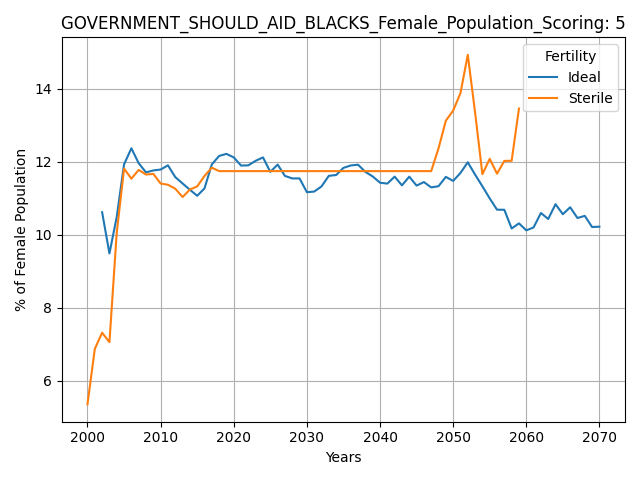 GOVERNMENT_SHOULD_AID_BLACKS_Female_Population_Scoring: 5
Fertility
Ideal
Sterile
% of Female Population
14
12
10
8
6
2000 2010 2020 2030 2040 2050 2060 2070
Years